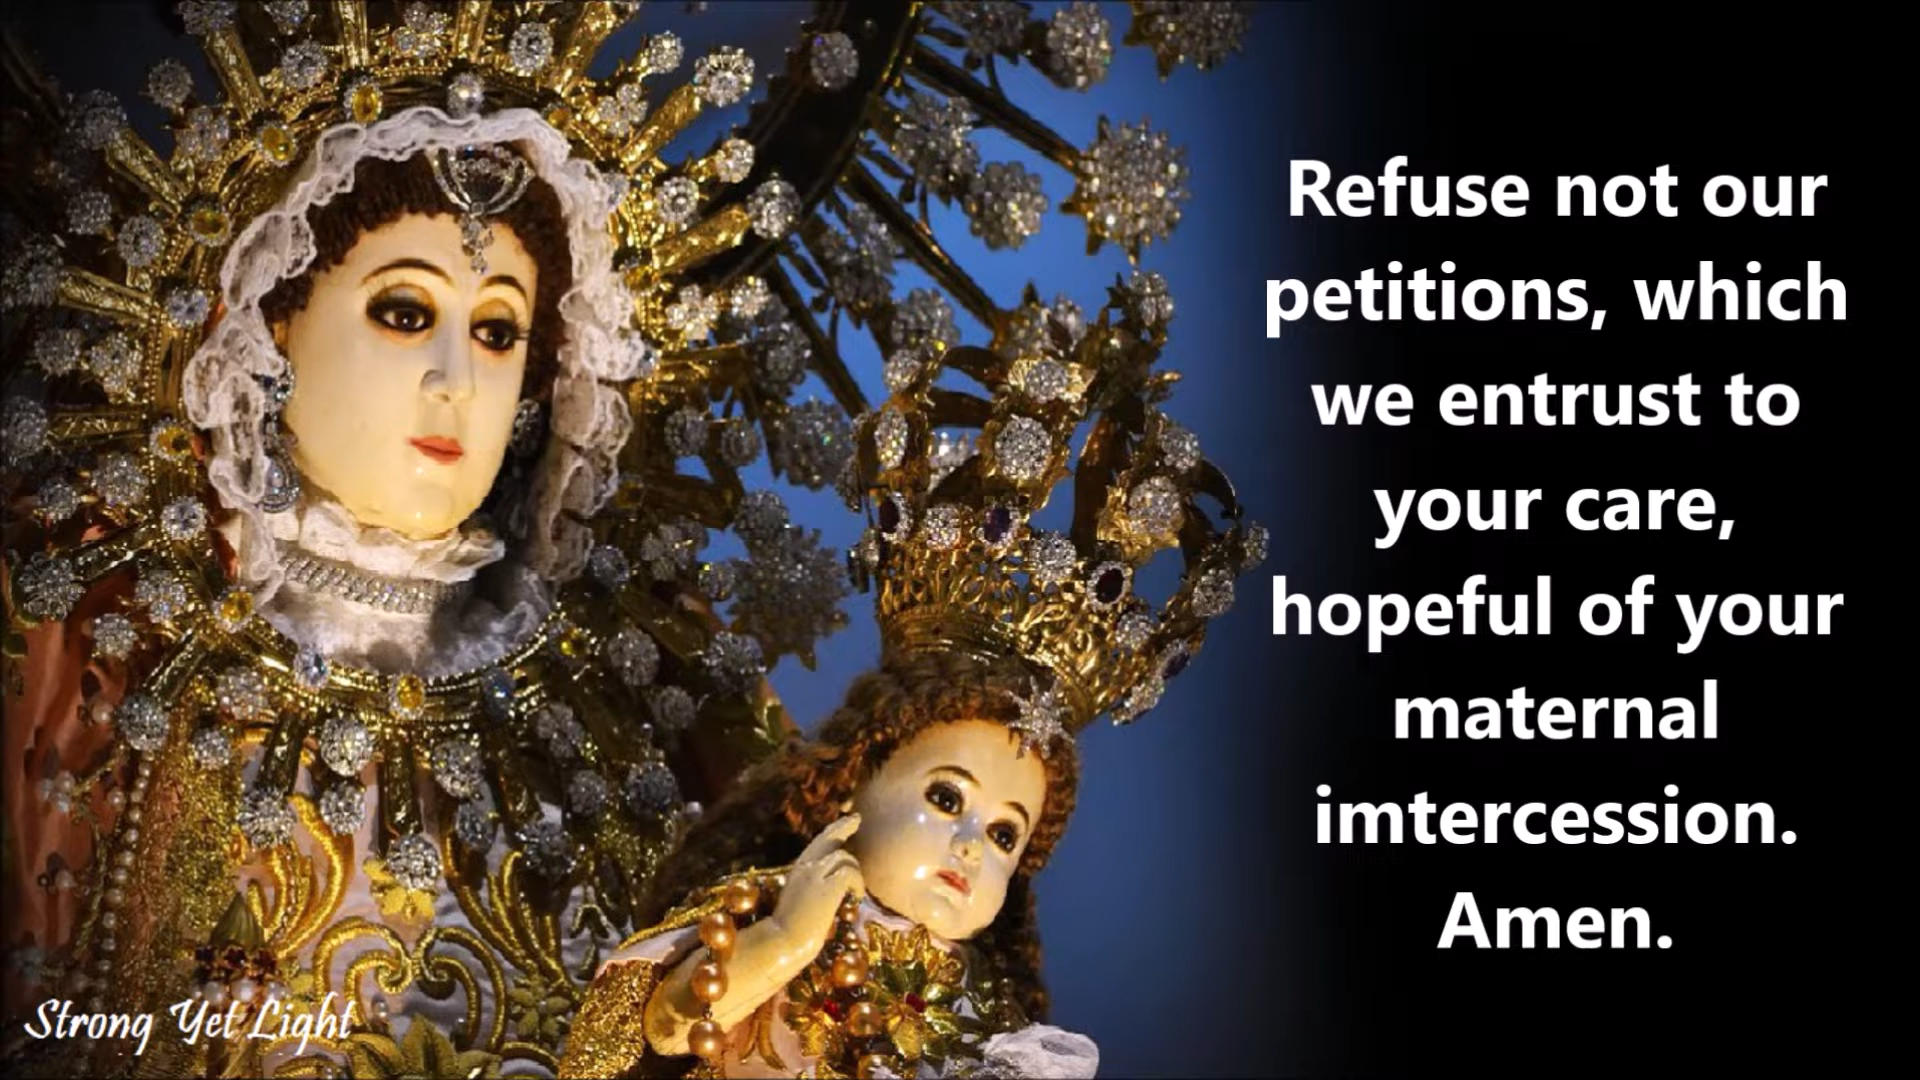 Refuse not our
petitions, which
we entrust to
your care,
hopeful of your
maternal
imtercession.
Amen.
Strong Yet Light